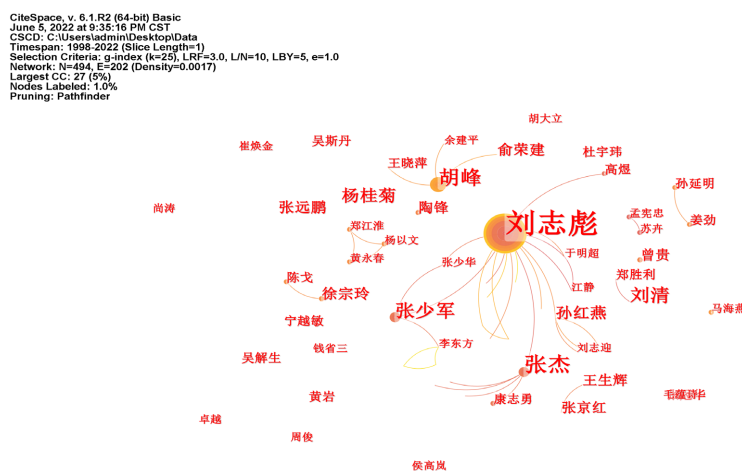 CiteSpace, v. 6.1.R2 (64-bit) Basic
June 5, 2022 at 9:35:16 PM CST
CSCD: C:\Users\admin\Desktop\Data
Timespan: 1998-2022 (Slice Length=1)
Selection Criteria: g-index (k=25), LRF=3.0, L/N=10, LBY=5, e=1.0
Network: N=494, E=202 (Density=0.0017)
Largest CC: 27 (5%)
Nodes Labeled: 1.0%
Pruning: Pathfinder
胡大立
崔焕金
吴斯丹
余建平
俞荣建
王晓萍
杜宇玮
高煜
胡峰
孙延明
杨桂菊
尚涛
张远鹏
陶锋
孟宪忠
刘志彪
郑江淮
苏卉
姜劲
杨以文
于明超
曾贵
黄永春
张少华
郑胜利
陈戈
江静
徐宗玲
刘清
马海燕
张少军
孙红燕
宁越敏
李东方
刘志迎
钱省三
吴解生
张杰
王生辉
黄岩
康志勇
张京红
卓越
周俊
侯高岚